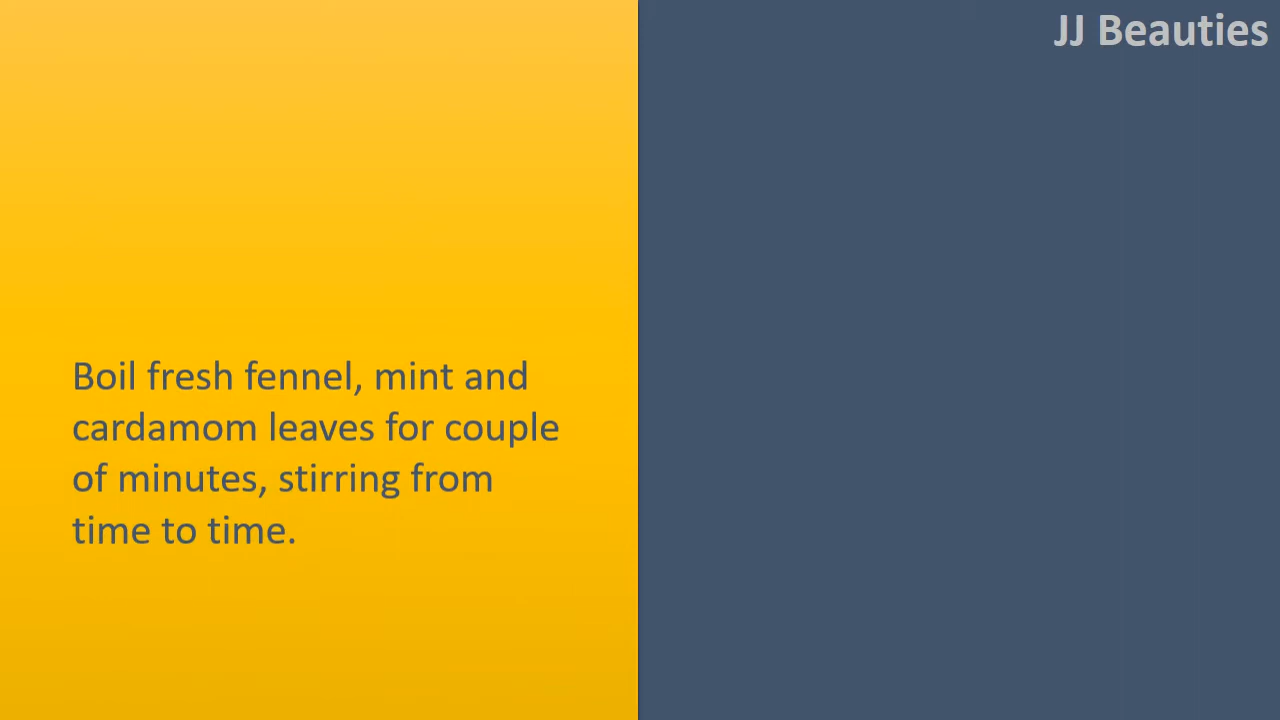 JJ Beauties
Boil fresh fennel, mint and
cardamom leaves for couple
of minutes, stirring from
time to time.